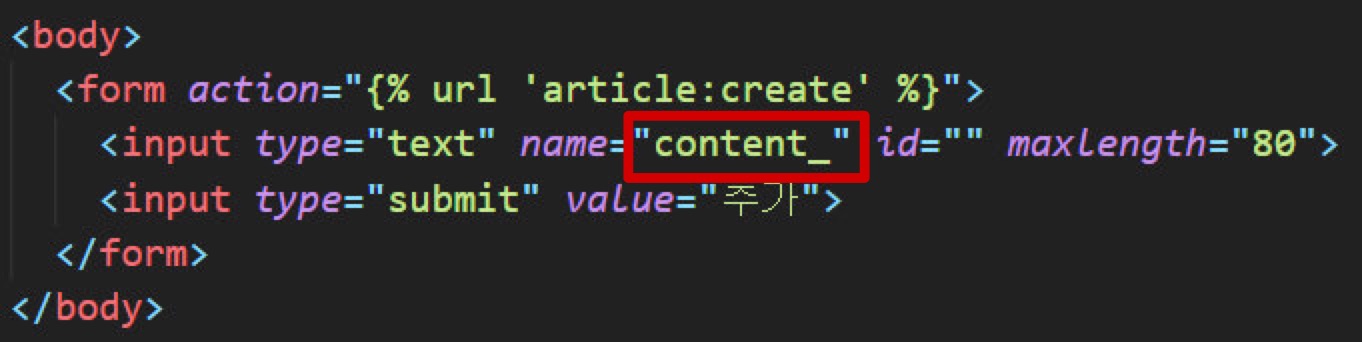 <body>
<form action="{% url 'article:create' %}">
<input type="text" name="content_" id="" maxlength="80">
<input type="submit" value="추가">
</form>
</body>